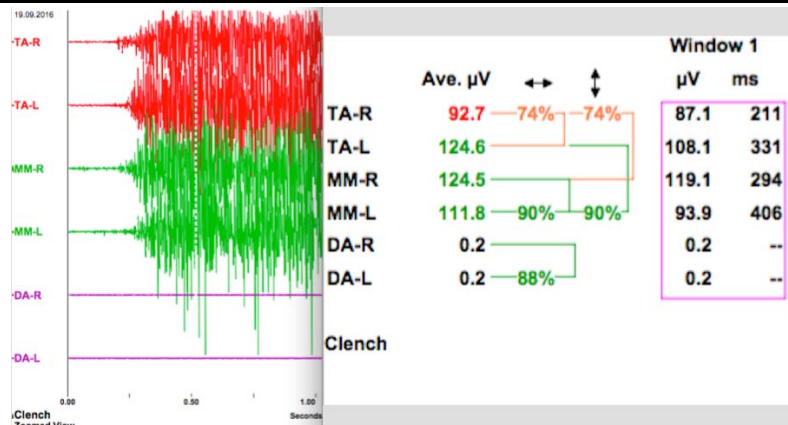 19.09.2016
TA-R
TA-L
MM-R
MM-L
DA-R
DA-L
0.00 0.50 1.00
Clench Seconds
Zoomed View
Window 1
Ave. µV ↔ ↕ µV ms
TA-R 92.7 74% 74% 87.1 211
TA-L 124.6 108.1 331
MM-R 124.5 119.1 294
MM-L 111.8 90% 90% 93.9 406
DA-R 0.2 0.2 --
DA-L 0.2 88% 0.2 --
Clench